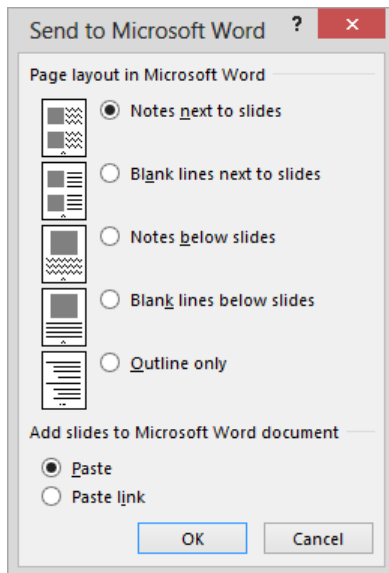 Send to Microsoft Word ? ×
Page layout in Microsoft Word
Notes next to slides
Blank lines next to slides
Notes below slides
Blank lines below slides
Outline only
Add slides to Microsoft Word document
Paste
Paste link
OK Cancel